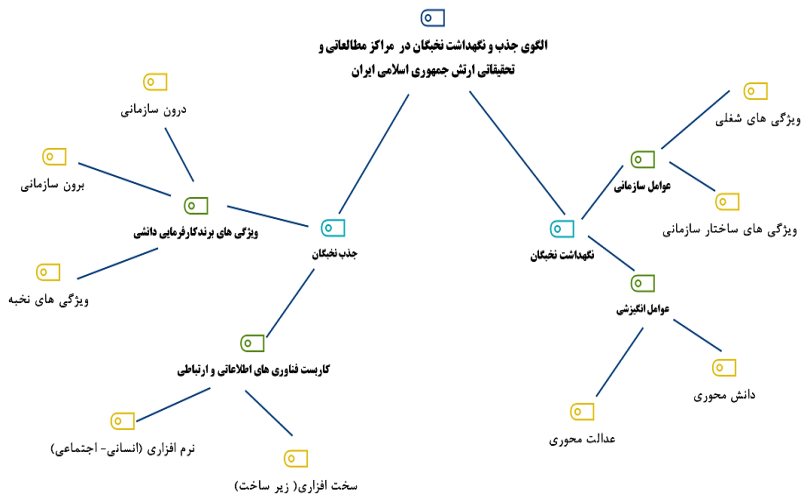 الگوی جذب و نگهداشت نخبگان در مراکز مطالعاتی و
تحقیقاتی ارتش جمهوری اسلامی ایران
ویژگی های شغلی
درون سازمانی
عوامل سازمانی
برون سازمانی
ویژگی های ساختار سازمانی
ویژگی های برندکارفرمایی دانشی
نگهداشت نخبگان
جذب نخبگان
ویژگی های نخبه
عوامل انگیزشی
کاربست فناوری های اطلاعاتی و ارتباطی
دانش محوری
عدالت محوری
نرم افزاری (انسانی- اجتماعی)
سخت افزاری( زیر ساخت)